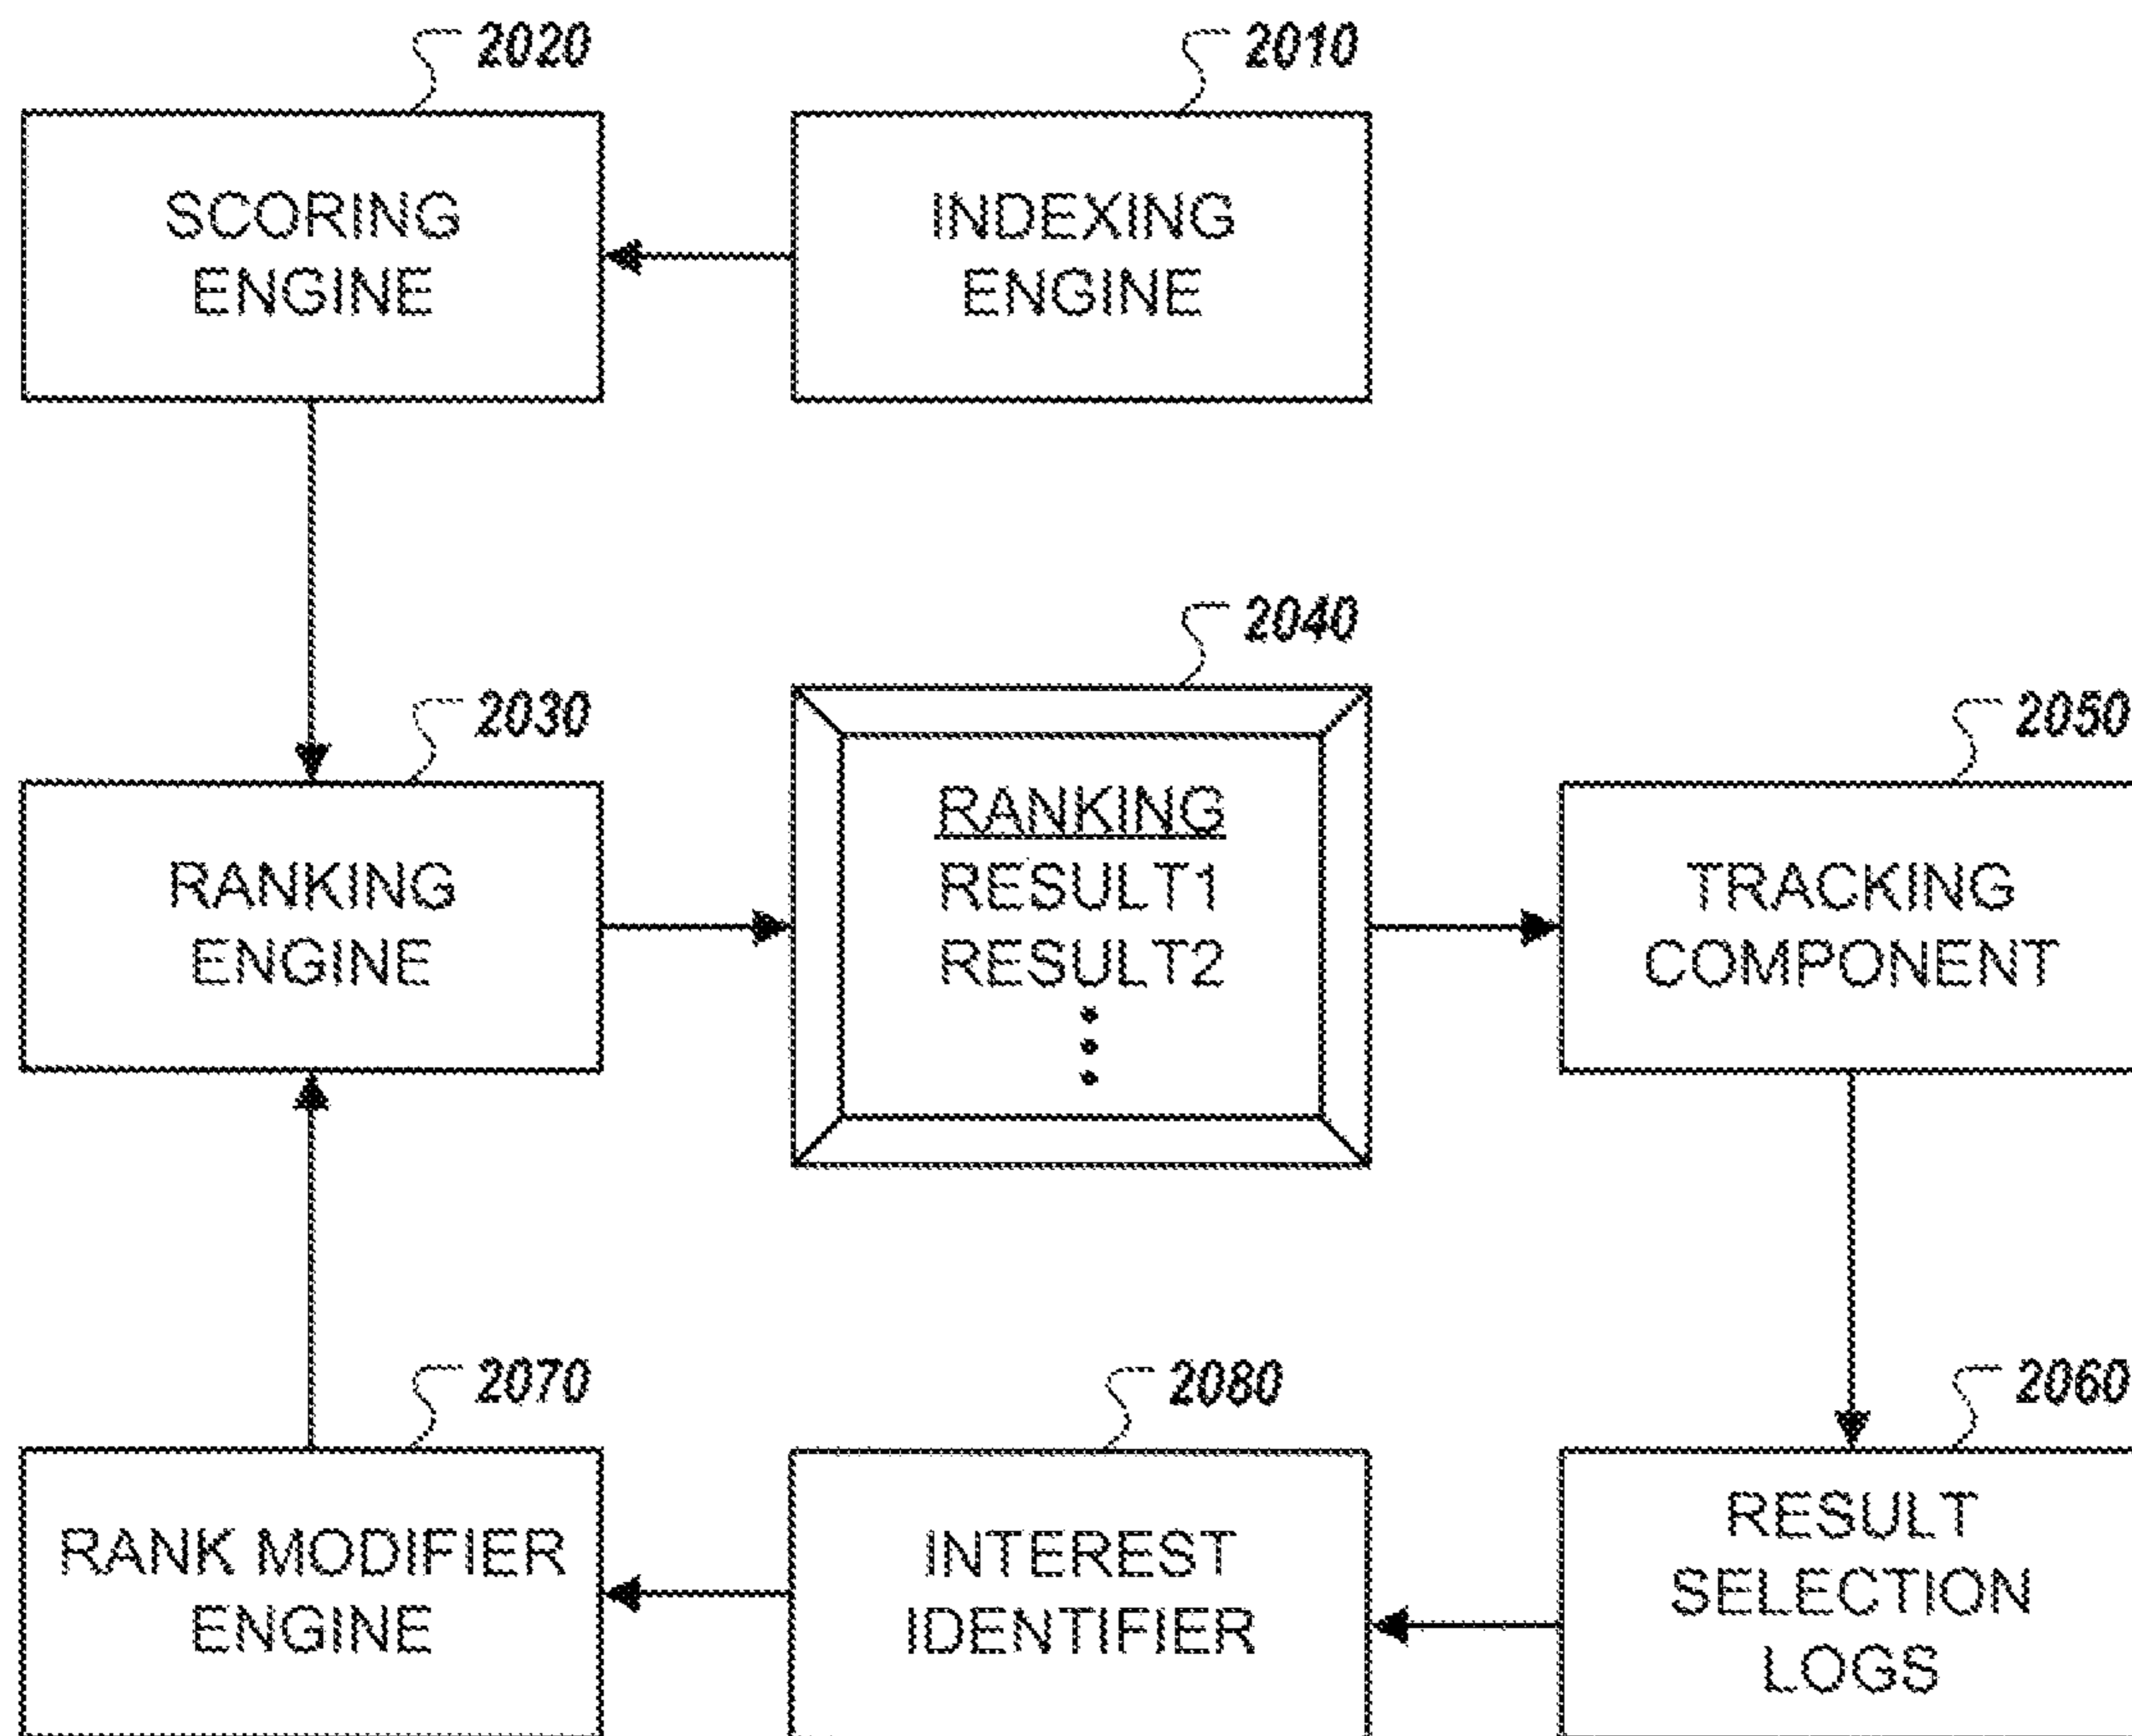 2020
2010
SCORING
ENGINE
INDEXING
ENGINE
2040
2030
2050
RANKING
ENGINE
RANKING
RESULT1
RESULT2
TRACKING
COMPONENT
2070
2080
2060
RANK MODIFIER
ENGINE
INTEREST
IDENTIFIER
RESULT
SELECTION
LOGS